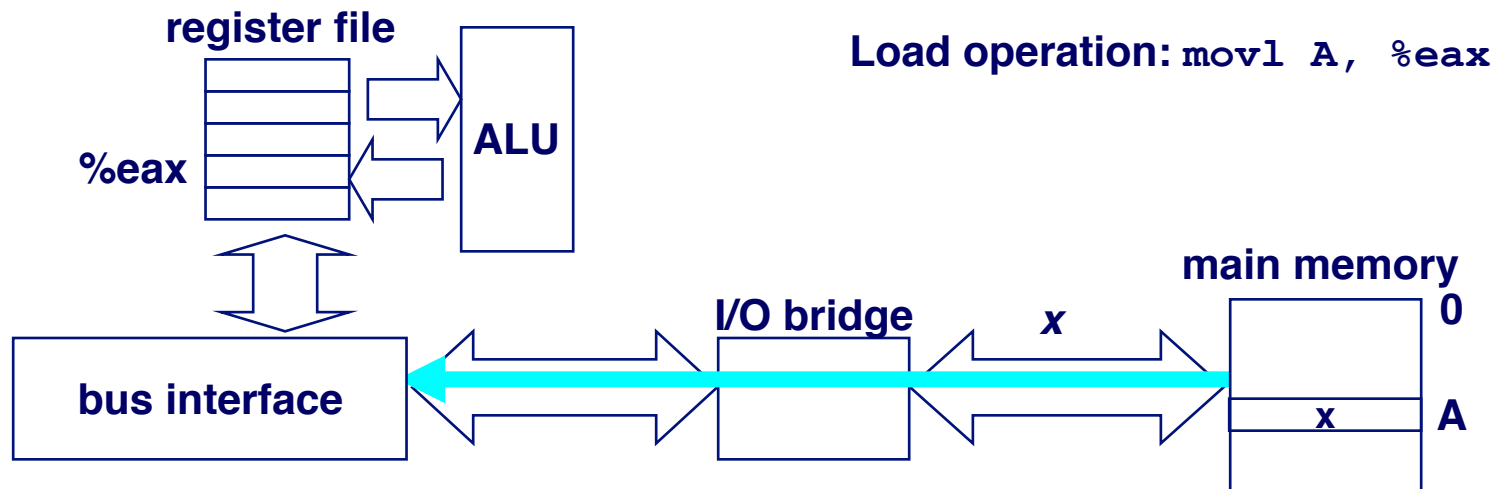 register file
Load operation: movl A, %eax
ALU
%eax
main memory
0
I/O bridge
x
bus interface
x
A